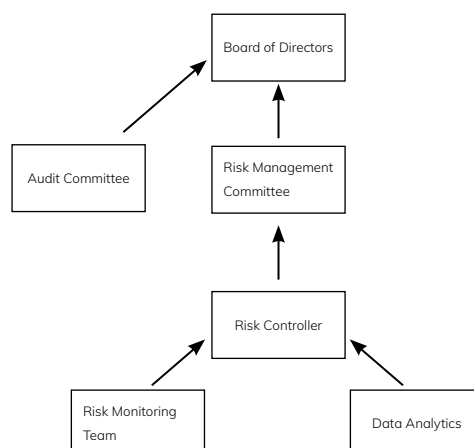 Board of Directors
Audit Committee
Risk Management
Committee
Risk Controller
Risk Monitoring
Team
Data Analytics